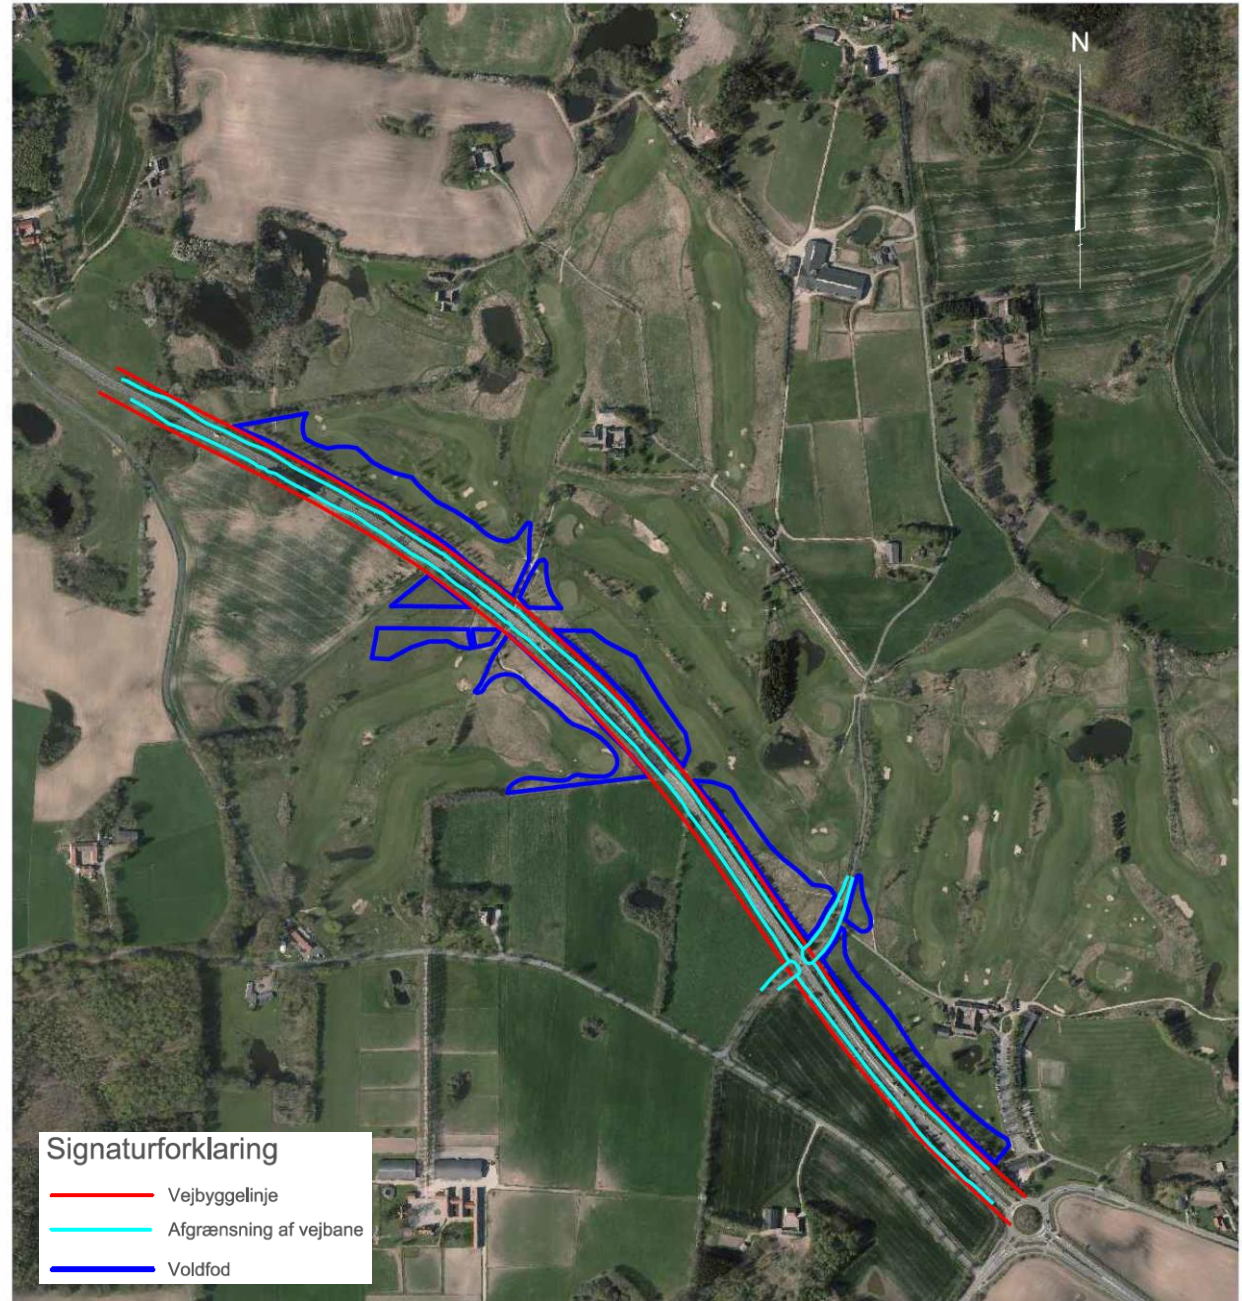 N
Signaturforklaring
Vejbyggelinje
Afgrænsning af vejbane
Voldfod